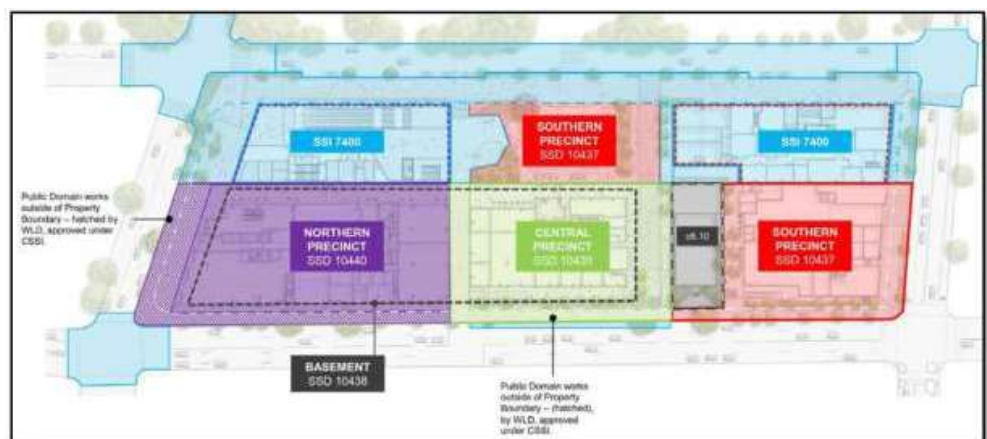 SSI 7400
SOUTHERN
PRECINCT
SSD 10437
SSI 7400
Public Domain works
outside of Property
Boundary – hatched by
WLD, approved under
CSSI.
NORTHERN
PRECINCT
SSD 10440
CENTRAL
PRECINCT
SSD 10439
SOUTHERN
PRECINCT
SSD 10437
BASEMENT
SSD 10438
Public Domain works
outside of Property
Boundary – (hatched),
by WLD, approved
under CSSI.